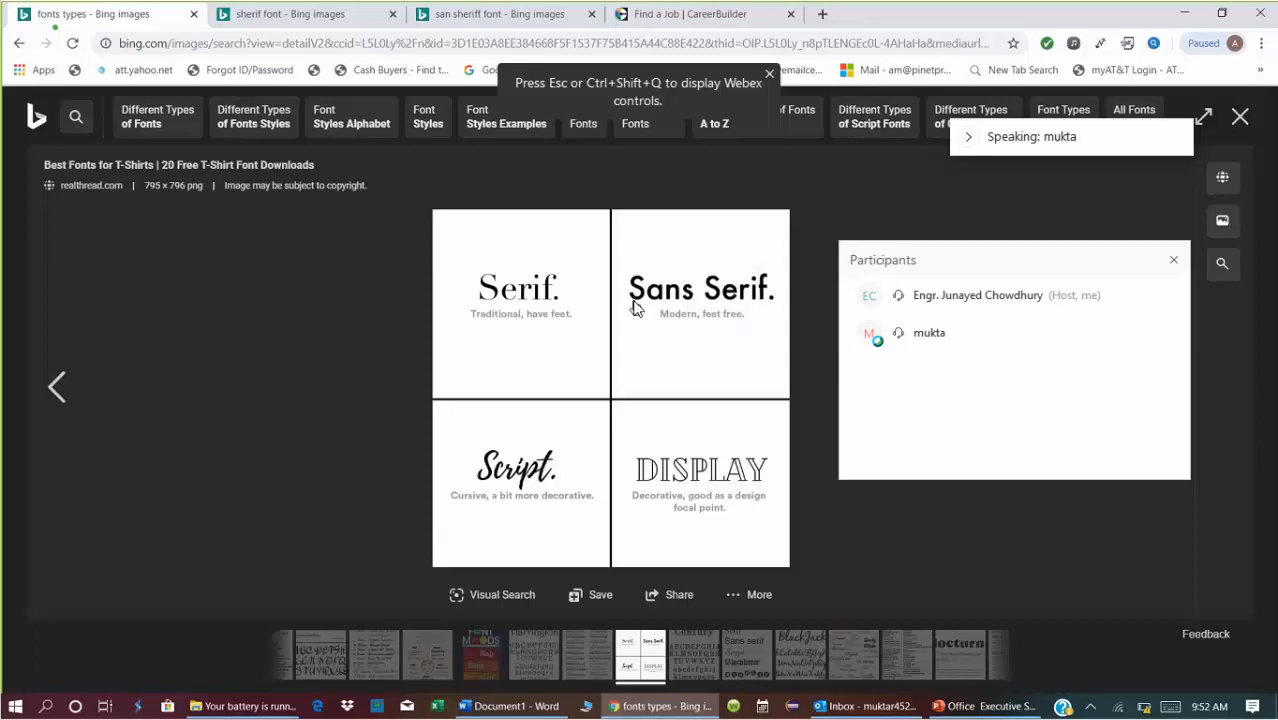 fonts types - Bing images
sherif font - Bing images
san sheriff font - Bing images
Find a Job | CareerBuilder
bing.com/images/search?view=detailV2&ccid=L5L0Ly%2Fn&id=3D1E03A8EE384668F5F1537F75B415A44C88E422&thid=OIP.L5L0Ly_n8pTLENGEc0L-4AHaHa&mediaurl...
Paused
A
Apps
att.yahoo.net
Forgot ID/Password
Cash Buyers - Find t...
Go
emailce...
Mail - am@pinetpr...
New Tab Search
myAT&T Login - AT...
»
Press Esc or Ctrl+Shift+Q to display Webex
controls.
Different Types
of Fonts
Different Types
of Fonts Styles
Font
Styles Alphabet
Font
Styles
Font
Styles Examples
Fonts
Fonts
A to Z
of Fonts
Different Types
of Script Fonts
Different Types
Font Types
All Fonts
Speaking: mukta
Best Fonts for T-Shirts | 20 Free T-Shirt Font Downloads
realthread.com | 795 × 796 png | Image may be subject to copyright.
Serif.
Traditional, have feet.
Sans Serif.
Modern, feet free.
Script.
Cursive, a bit more decorative.
DISPLAY
Decorative, good as a design
focal point.
Participants
EC
Engr. Junayed Chowdhury (Host, me)
M
mukta
Visual Search
Save
Share
More
Feedback
Your battery is runn...
Document1 - Word
fonts types - Bing i...
Inbox - muktar452...
Office Executive S...
9:52 AM